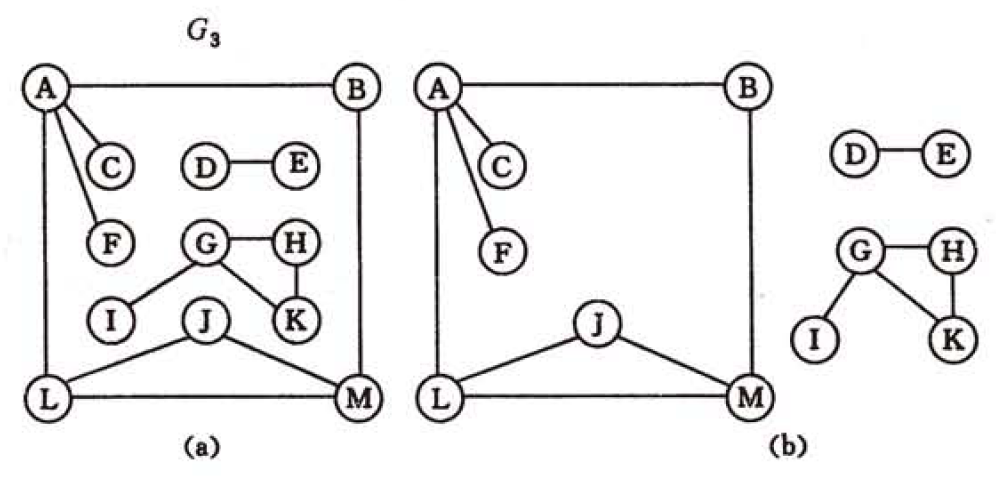 G₃
A B A B
C D E C D E
F G H F G H
I J K J I K
L M L M
(a) (b)